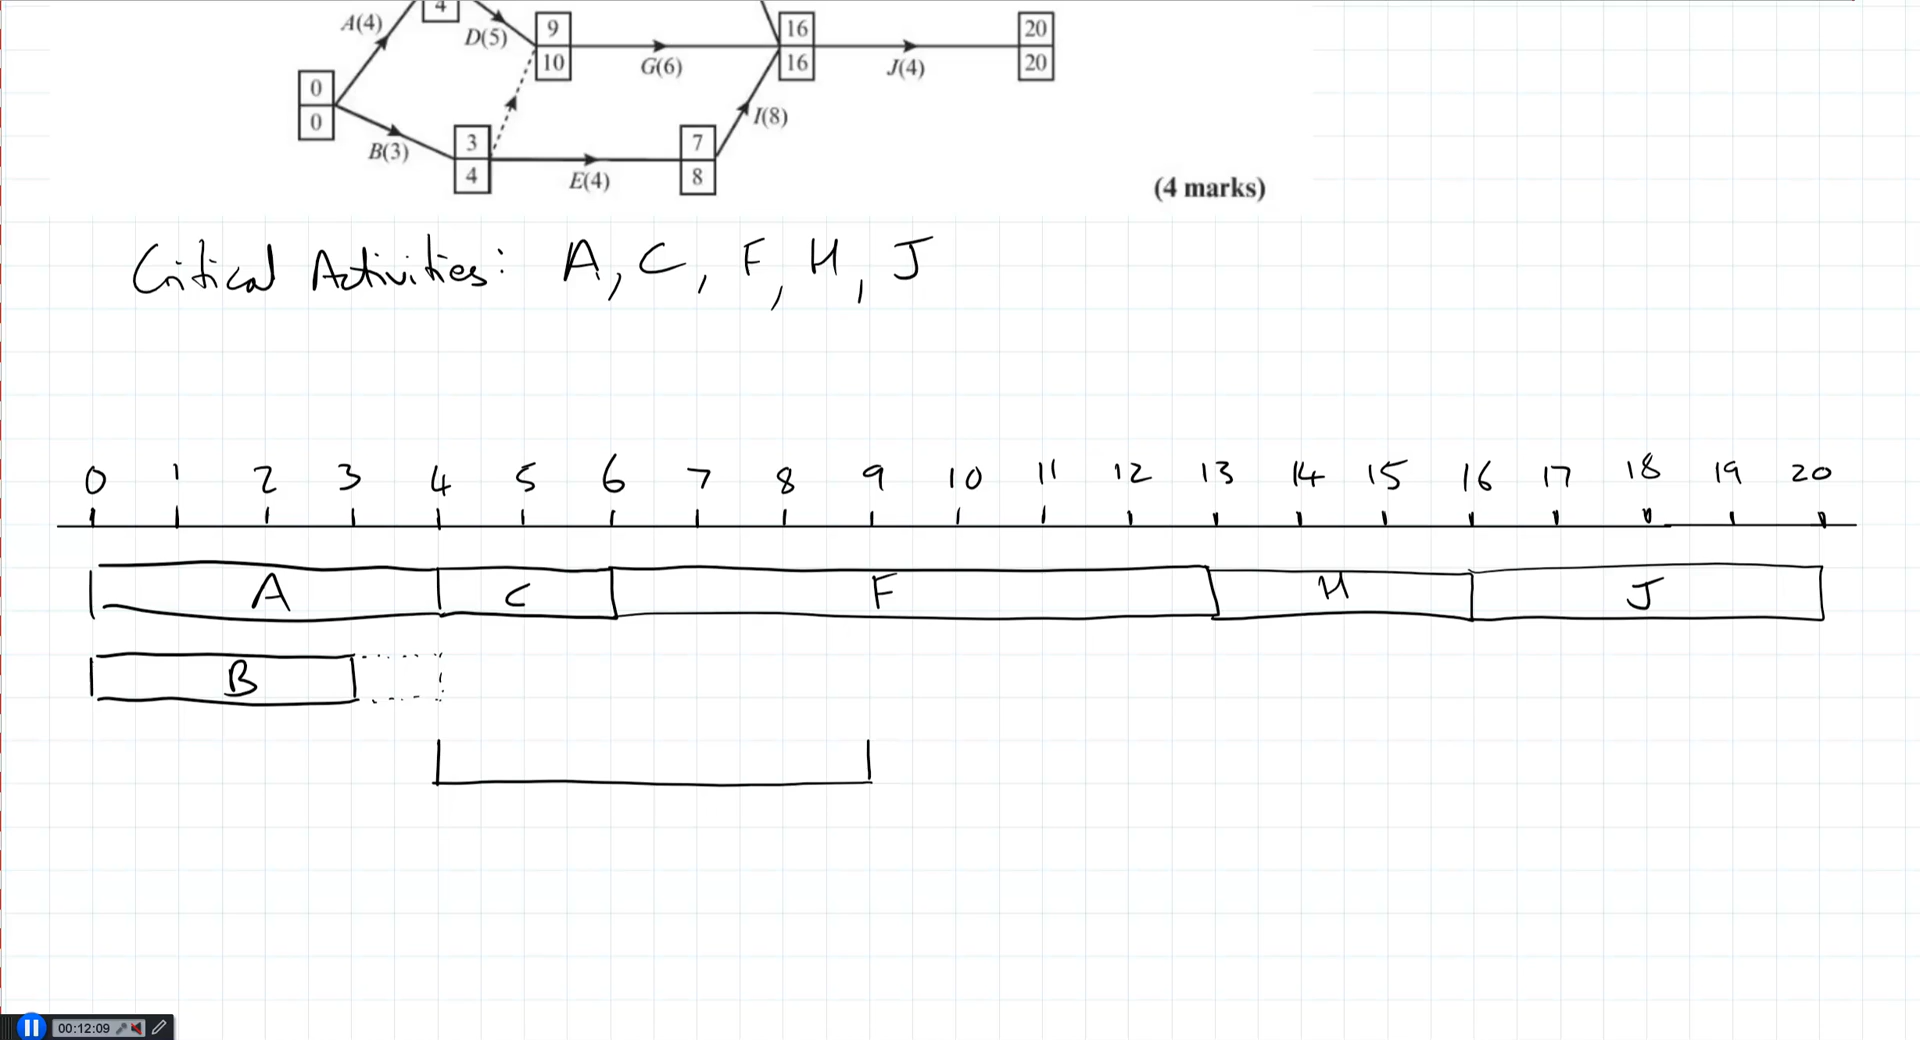 4
A(4)
D(5)
9
10
G(6)
16
16
J(4)
20
20
0
0
I(8)
B(3)
3
4
E(4)
7
8
(4 marks)
Critical Activities: A, C, F, H, J
0 1 2 3 4 5 6 7 8 9 10 11 12 13 14 15 16 17 18 19 20
A C F H J
B
00:12:09